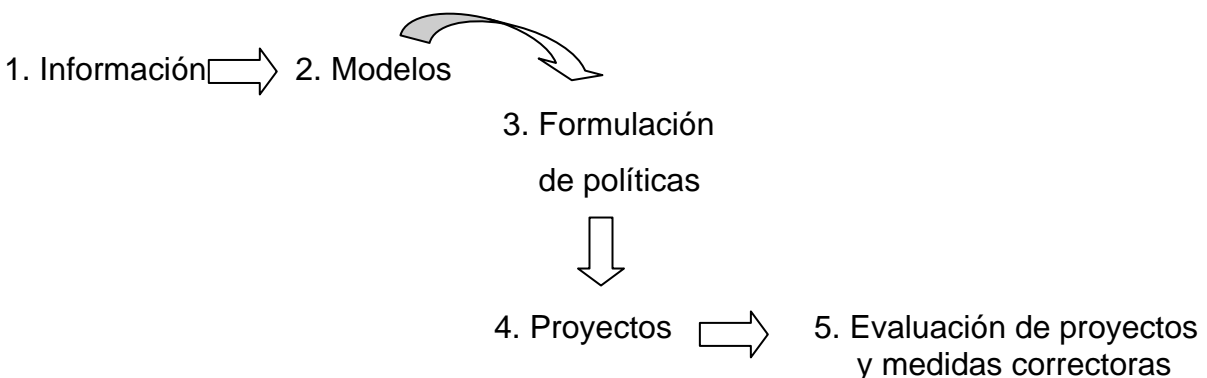 1. Información
2. Modelos
3. Formulación
de políticas
4. Proyectos
5. Evaluación de proyectos
y medidas correctoras